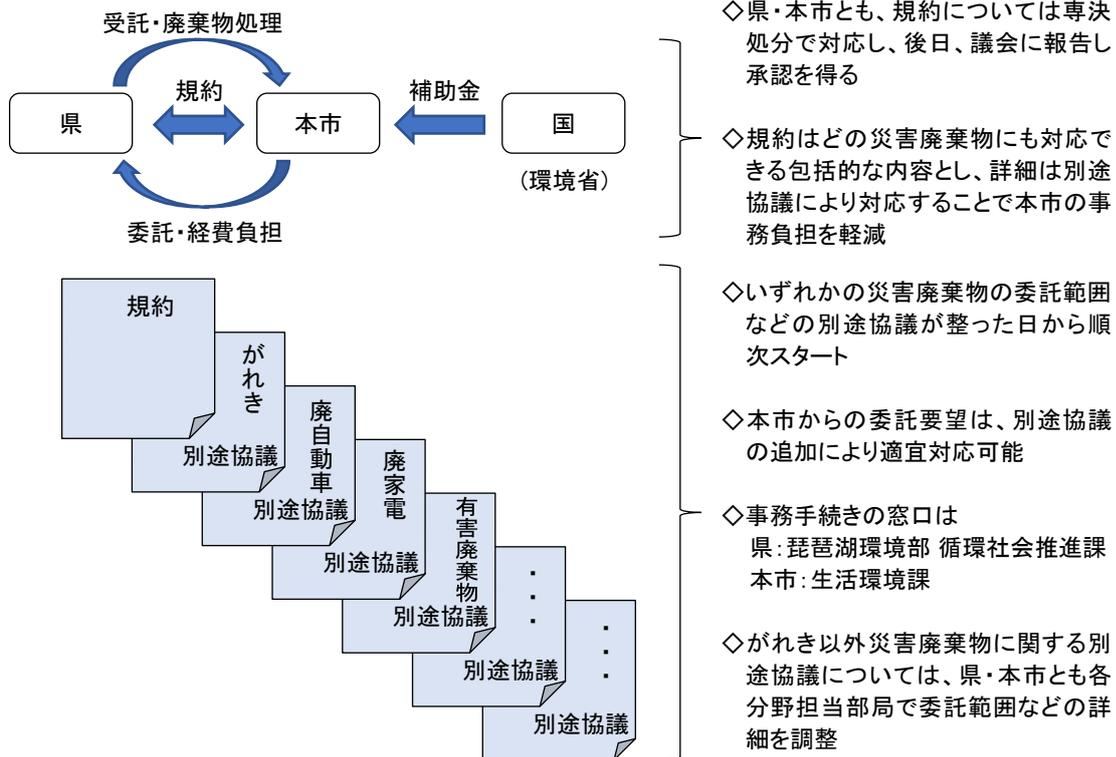 受託・廃棄物処理
県
規約
本市
補助金
国
（環境省）
委託・経費負担
規約
がれき
別途協議
廃自動車
別途協議
廃家電
別途協議
有害廃棄物
別途協議
・・・
別途協議
・・・
別途協議
◇県・本市とも、規約については専決
処分で対応し、後日、議会に報告し
承認を得る
◇規約はどの災害廃棄物にも対応で
きる包括的な内容とし、詳細は別途
協議により対応することで本市の事
務負担を軽減
◇いずれかの災害廃棄物の委託範囲
などの別途協議が整った日から順
次スタート
◇本市からの委託要望は、別途協議
の追加により適宜対応可能
◇事務手続きの窓口は
県：琵琶湖環境部 循環社会推進課
本市：生活環境課
◇がれき以外災害廃棄物に関する別
途協議については、県・本市とも各
分野担当部局で委託範囲などの詳
細を調整